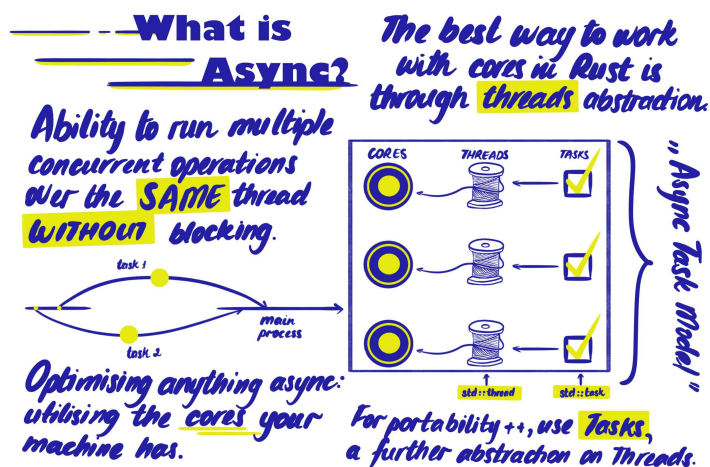 What is
Async?
Ability to run multiple
concurrent operations
over the SAME thread
WITHOUT blocking.
task 1
task 2
main
process
Optimising anything async:
utilising the cores your
machine has.
The best way to work
with cores in Rust is
through threads abstraction.
CORES THREADS TASKS
std::thread std::task
"Async Task Model"
For portability ++, use Tasks,
a further abstraction on Threads.